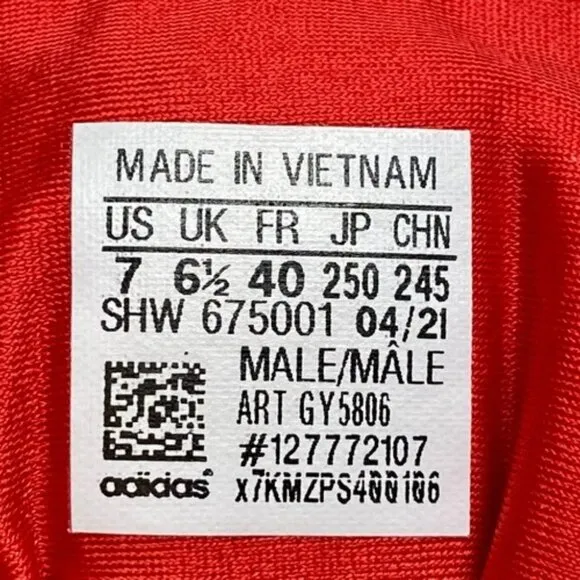 MADE IN VIETNAM
US UK FR JP CHN
7 6½ 40 250 245
SHW 675001 04/21
MALE/MÂLE
ART GY5806
#127772107
adidas®